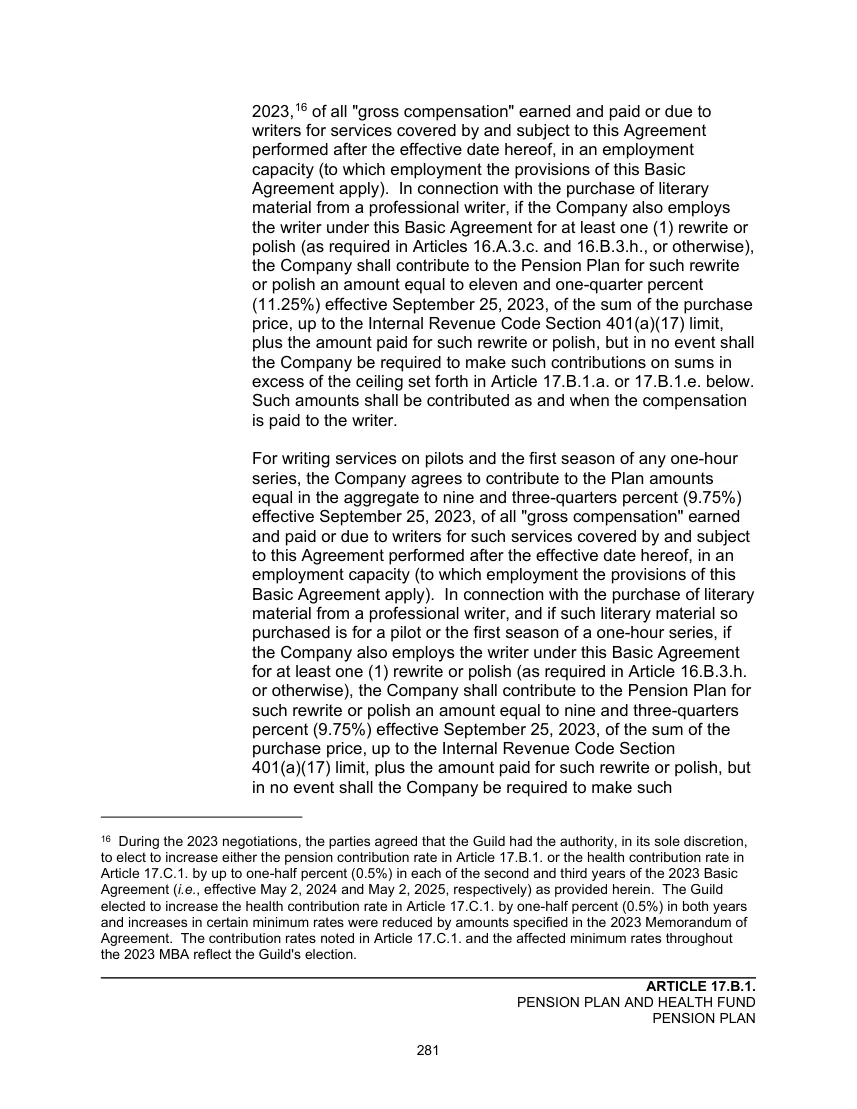 2023,16 of all "gross compensation" earned and paid or due to
writers for services covered by and subject to this Agreement
performed after the effective date hereof, in an employment
capacity (to which employment the provisions of this Basic
Agreement apply).  In connection with the purchase of literary
material from a professional writer, if the Company also employs
the writer under this Basic Agreement for at least one (1) rewrite or
polish (as required in Articles 16.A.3.c. and 16.B.3.h., or otherwise),
the Company shall contribute to the Pension Plan for such rewrite
or polish an amount equal to eleven and one-quarter percent
(11.25%) effective September 25, 2023, of the sum of the purchase
price, up to the Internal Revenue Code Section 401(a)(17) limit,
plus the amount paid for such rewrite or polish, but in no event shall
the Company be required to make such contributions on sums in
excess of the ceiling set forth in Article 17.B.1.a. or 17.B.1.e. below.
Such amounts shall be contributed as and when the compensation
is paid to the writer.
For writing services on pilots and the first season of any one-hour
series, the Company agrees to contribute to the Plan amounts
equal in the aggregate to nine and three-quarters percent (9.75%)
effective September 25, 2023, of all "gross compensation" earned
and paid or due to writers for such services covered by and subject
to this Agreement performed after the effective date hereof, in an
employment capacity (to which employment the provisions of this
Basic Agreement apply).  In connection with the purchase of literary
material from a professional writer, and if such literary material so
purchased is for a pilot or the first season of a one-hour series, if
the Company also employs the writer under this Basic Agreement
for at least one (1) rewrite or polish (as required in Article 16.B.3.h.
or otherwise), the Company shall contribute to the Pension Plan for
such rewrite or polish an amount equal to nine and three-quarters
percent (9.75%) effective September 25, 2023, of the sum of the
purchase price, up to the Internal Revenue Code Section
401(a)(17) limit, plus the amount paid for such rewrite or polish, but
in no event shall the Company be required to make such
16  During the 2023 negotiations, the parties agreed that the Guild had the authority, in its sole discretion,
to elect to increase either the pension contribution rate in Article 17.B.1. or the health contribution rate in
Article 17.C.1. by up to one-half percent (0.5%) in each of the second and third years of the 2023 Basic
Agreement (i.e., effective May 2, 2024 and May 2, 2025, respectively) as provided herein.  The Guild
elected to increase the health contribution rate in Article 17.C.1. by one-half percent (0.5%) in both years
and increases in certain minimum rates were reduced by amounts specified in the 2023 Memorandum of
Agreement.  The contribution rates noted in Article 17.C.1. and the affected minimum rates throughout
the 2023 MBA reflect the Guild's election.
ARTICLE 17.B.1.
PENSION PLAN AND HEALTH FUND
PENSION PLAN
281